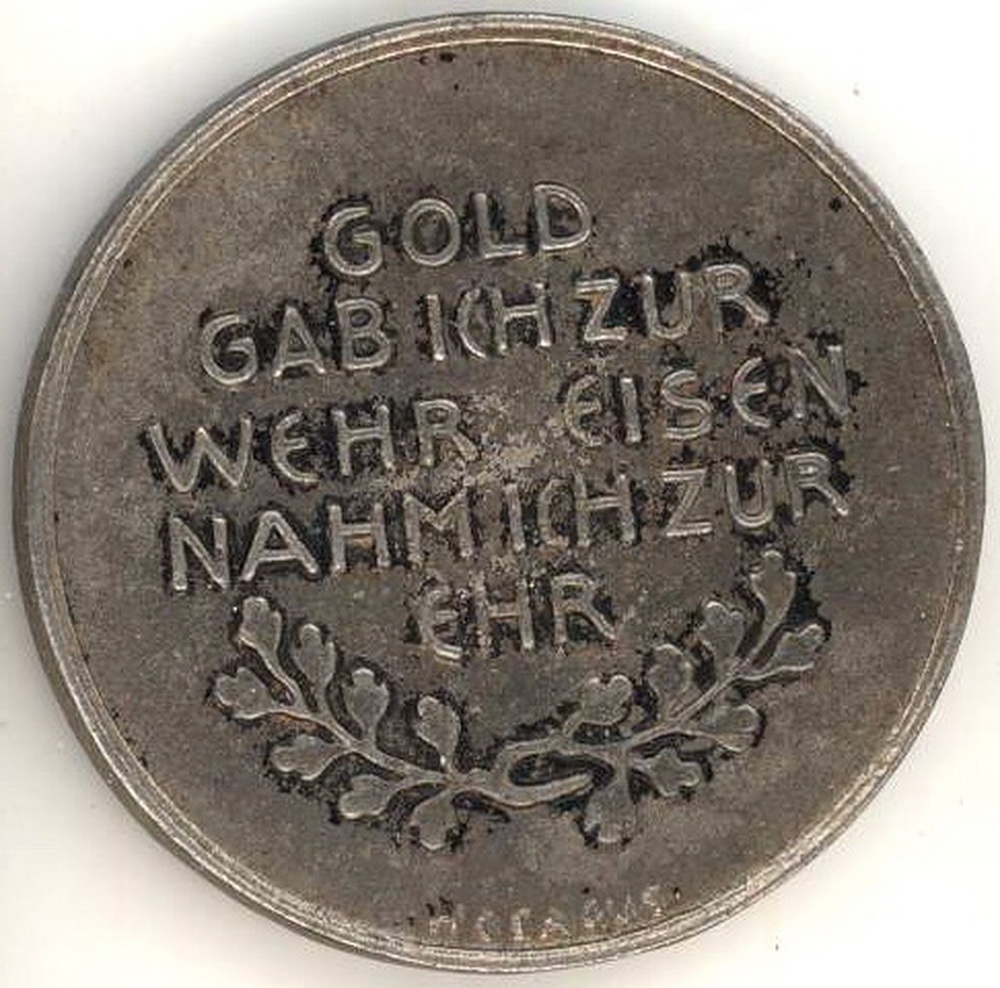 GOLD
GAB ICH ZUR
WEHR EISEN
NAHM ICH ZUR
EHR